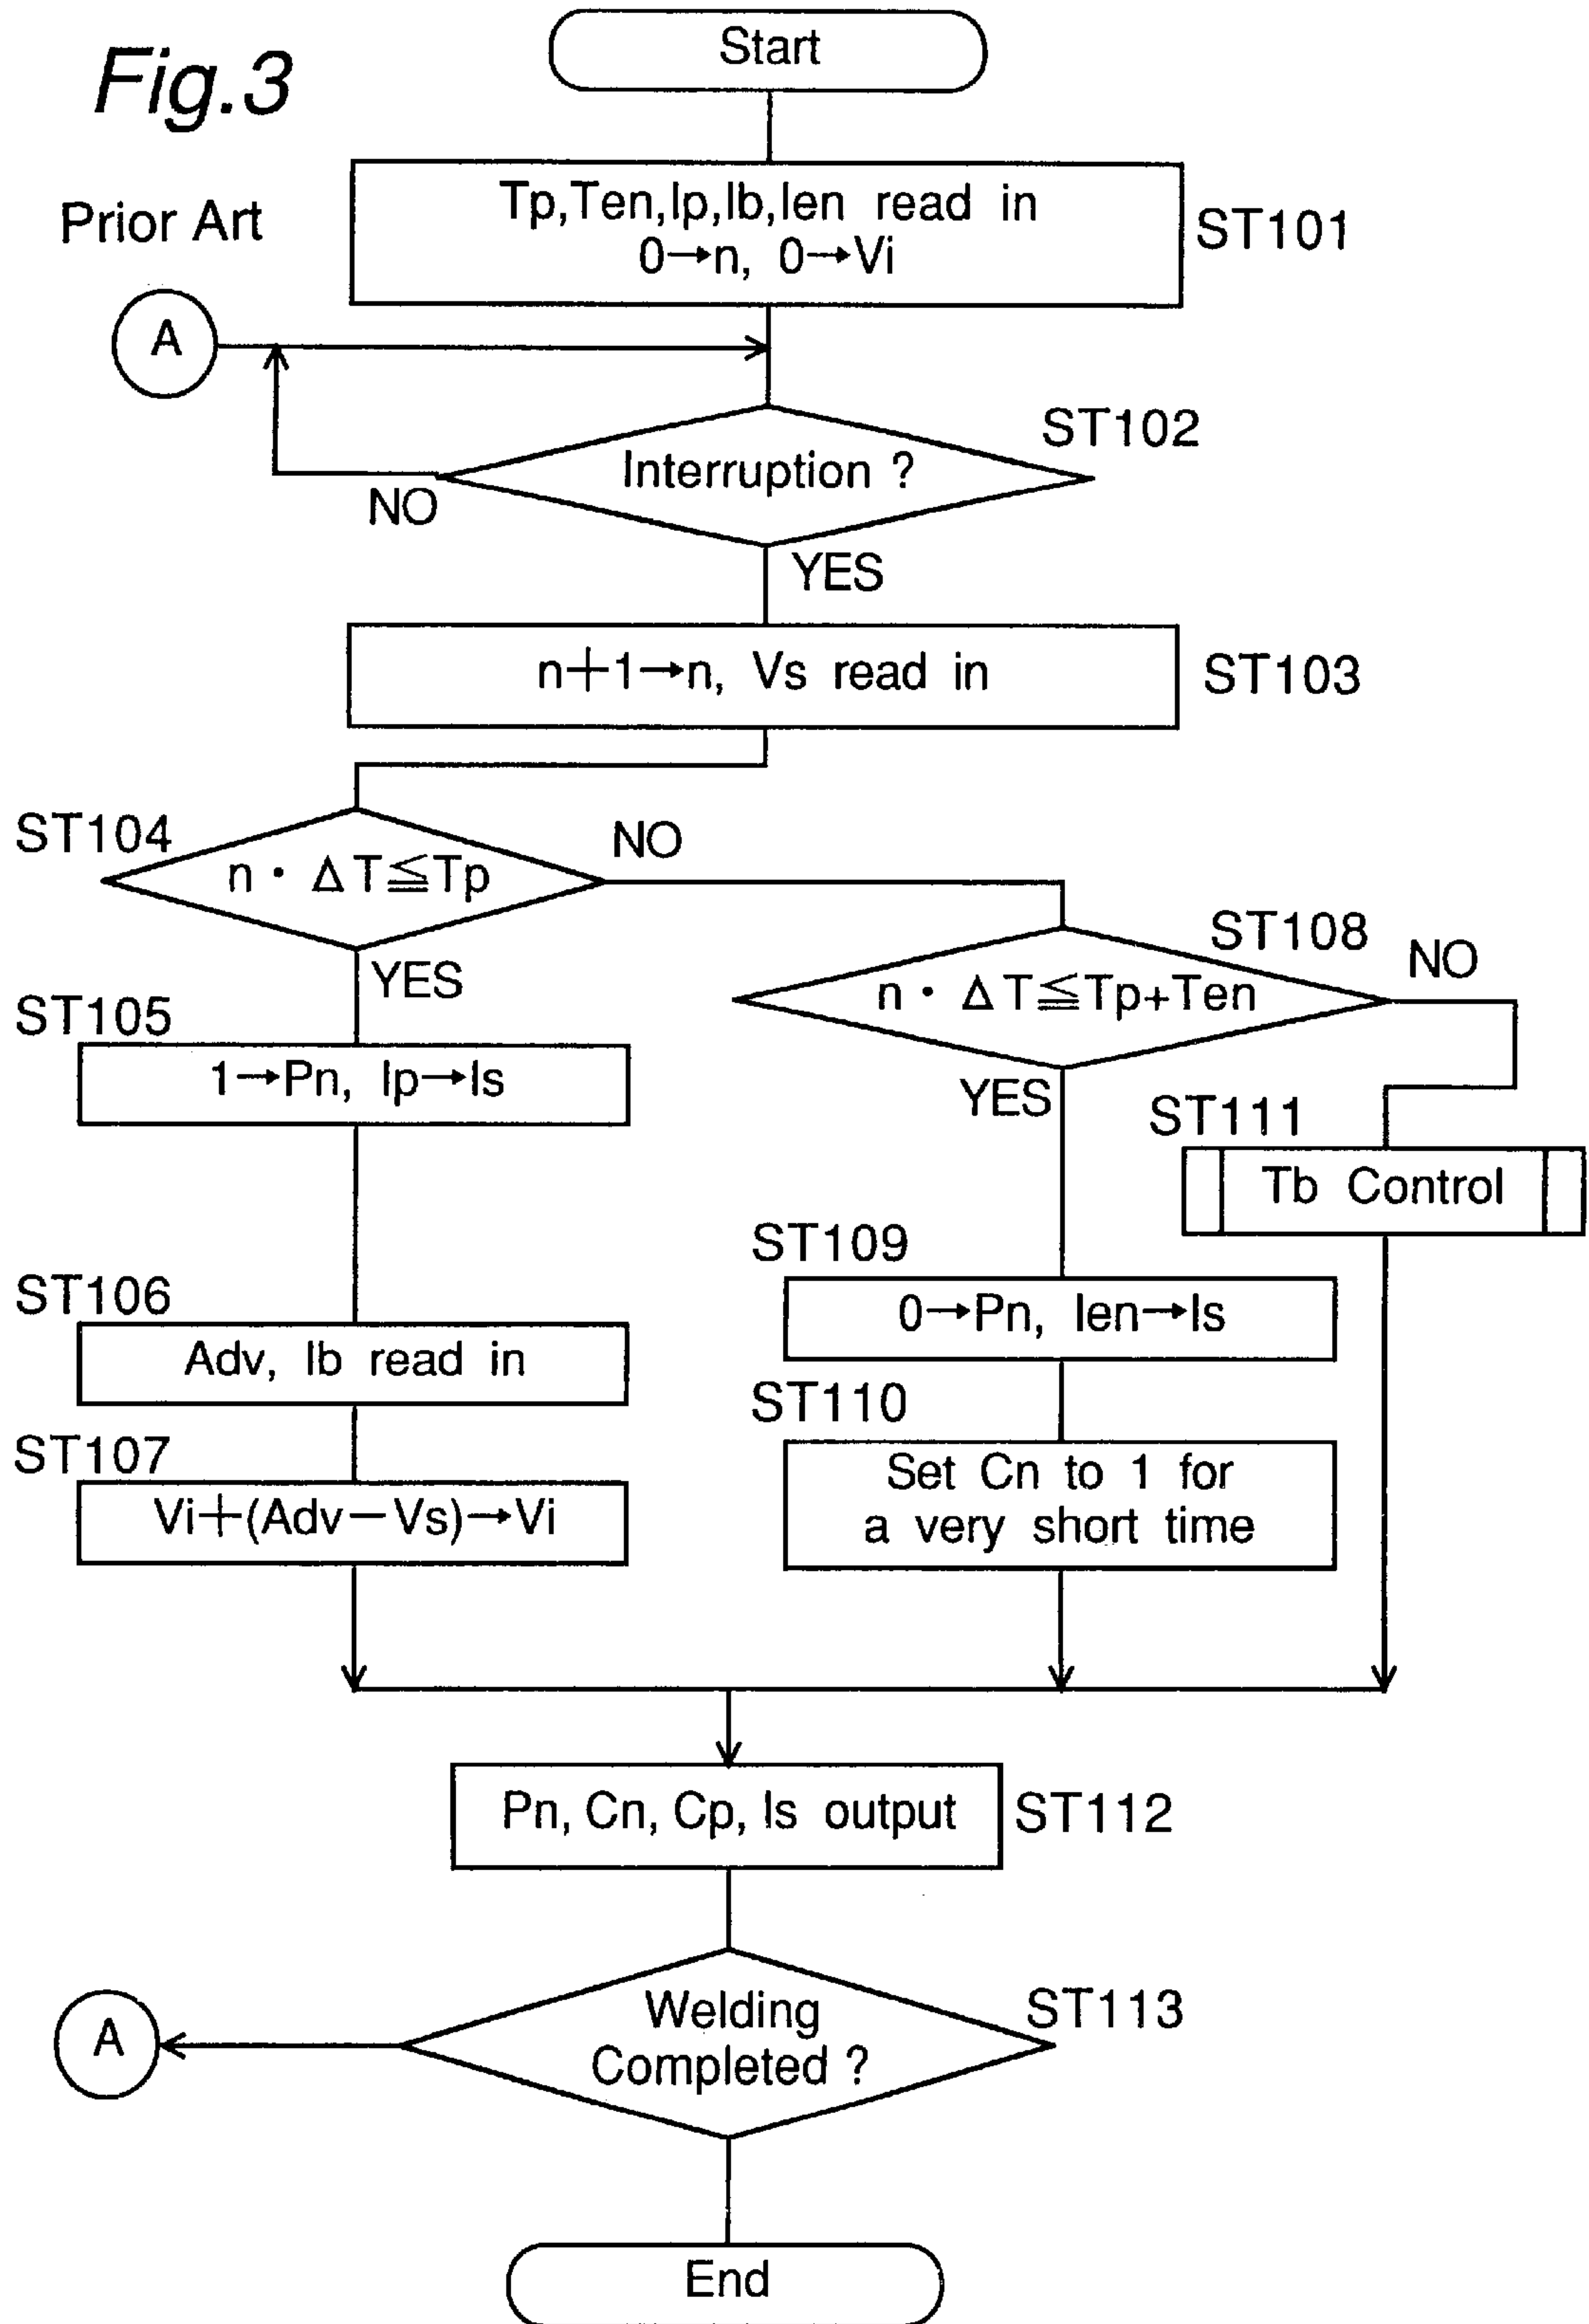 Fig.3
Start
Prior Art
Tp,Ten,Ip,Ib,Ien read in
0→n, 0→Vi
ST101
A
ST102
Interruption ?
NO
YES
n+1→n, Vs read in
ST103
ST104
n・ΔT≦Tp
NO
YES
ST108
n・ΔT≦Tp+Ten
NO
YES
ST105
1→Pn, Ip→Is
ST111
Tb Control
ST109
0→Pn, Ien→Is
ST106
Adv, Ib read in
ST110
Set Cn to 1 for
a very short time
ST107
Vi+(Adv−Vs)→Vi
Pn, Cn, Cp, Is output
ST112
Welding
Completed ?
ST113
A
End